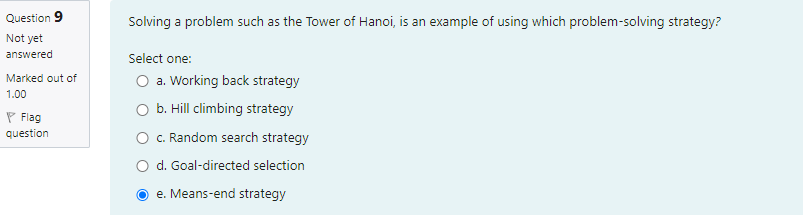 Question 9
Not yet
answered
Marked out of
1.00
Flag
question
Solving a problem such as the Tower of Hanoi, is an example of using which problem-solving strategy?
Select one:
a. Working back strategy
b. Hill climbing strategy
c. Random search strategy
d. Goal-directed selection
e. Means-end strategy